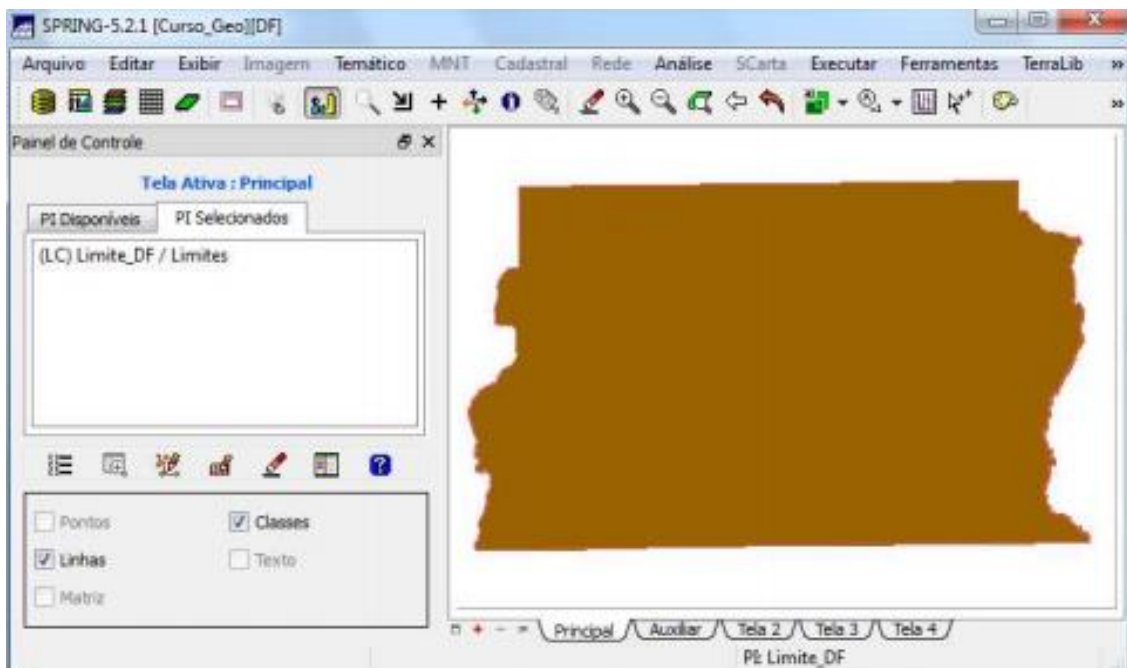 SPRING-5.2.1 [Curso_Geo][DF]
Arquivo Editar Exibir Imagem Temático MNT Cadastral Rede Análise SCarta Executar Ferramentas TerraLib »
Painel de Controle
Tela Ativa : Principal
PI Disponíveis PI Selecionados
(LC) Limite_DF / Limites
Pontos Classes
Linhas Texto
Matriz
Principal Auxiliar Tela 2 Tela 3 Tela 4
PI: Limite_DF